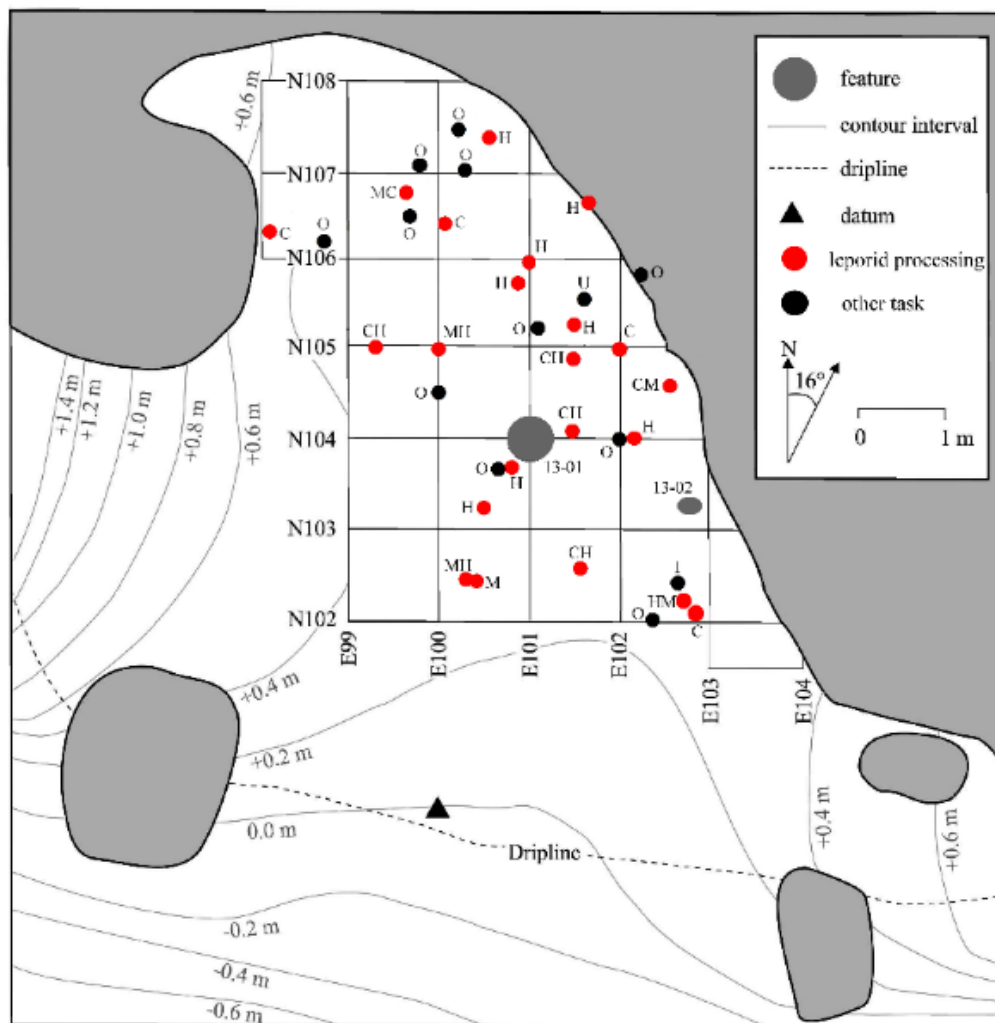 N108
+0.6 m
O
H
O
O
N107
MC
O
C
H
C
O
N106
H
H
O
U
O
H
CH
MH
C
N105
CH
CM
O
CH
H
N104
O
13-01
O
H
13-02
H
N103
CH
MH
M
I
HM
O
C
N102
E99
E100
E101
E102
E103
E104
+1.4 m
+1.2 m
+1.0 m
+0.8 m
+0.6 m
+0.4 m
+0.2 m
0.0 m
Dripline
+0.4 m
+0.6 m
-0.2 m
-0.4 m
-0.6 m
feature
contour interval
dripline
datum
leporid processing
other task
N
16°
0 1 m